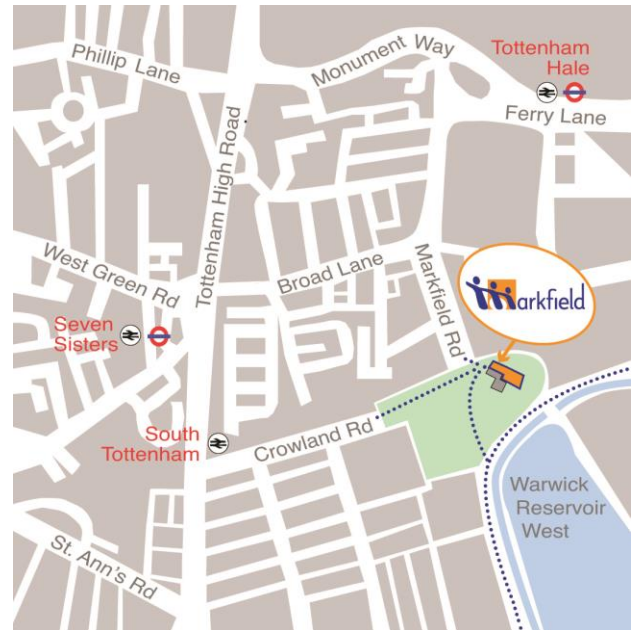 Phillip Lane
Monument Way
Tottenham
Hale
Ferry Lane
Tottenham High Road
West Green Rd
Broad Lane
Markfield Rd
markfield
Seven
Sisters
South
Tottenham
Crowland Rd
Warwick
Reservoir
West
St. Ann's Rd